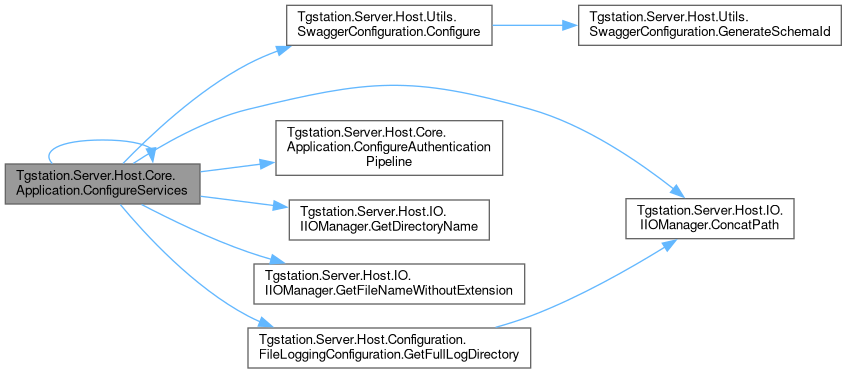 Tgstation.Server.Host.Utils.
SwaggerConfiguration.Configure
Tgstation.Server.Host.Utils.
SwaggerConfiguration.GenerateSchemaId
Tgstation.Server.Host.Core.
Application.ConfigureAuthentication
Pipeline
Tgstation.Server.Host.Core.
Application.ConfigureServices
Tgstation.Server.Host.IO.
IIOManager.GetDirectoryName
Tgstation.Server.Host.IO.
IIOManager.ConcatPath
Tgstation.Server.Host.IO.
IIOManager.GetFileNameWithoutExtension
Tgstation.Server.Host.Configuration.
FileLoggingConfiguration.GetFullLogDirectory